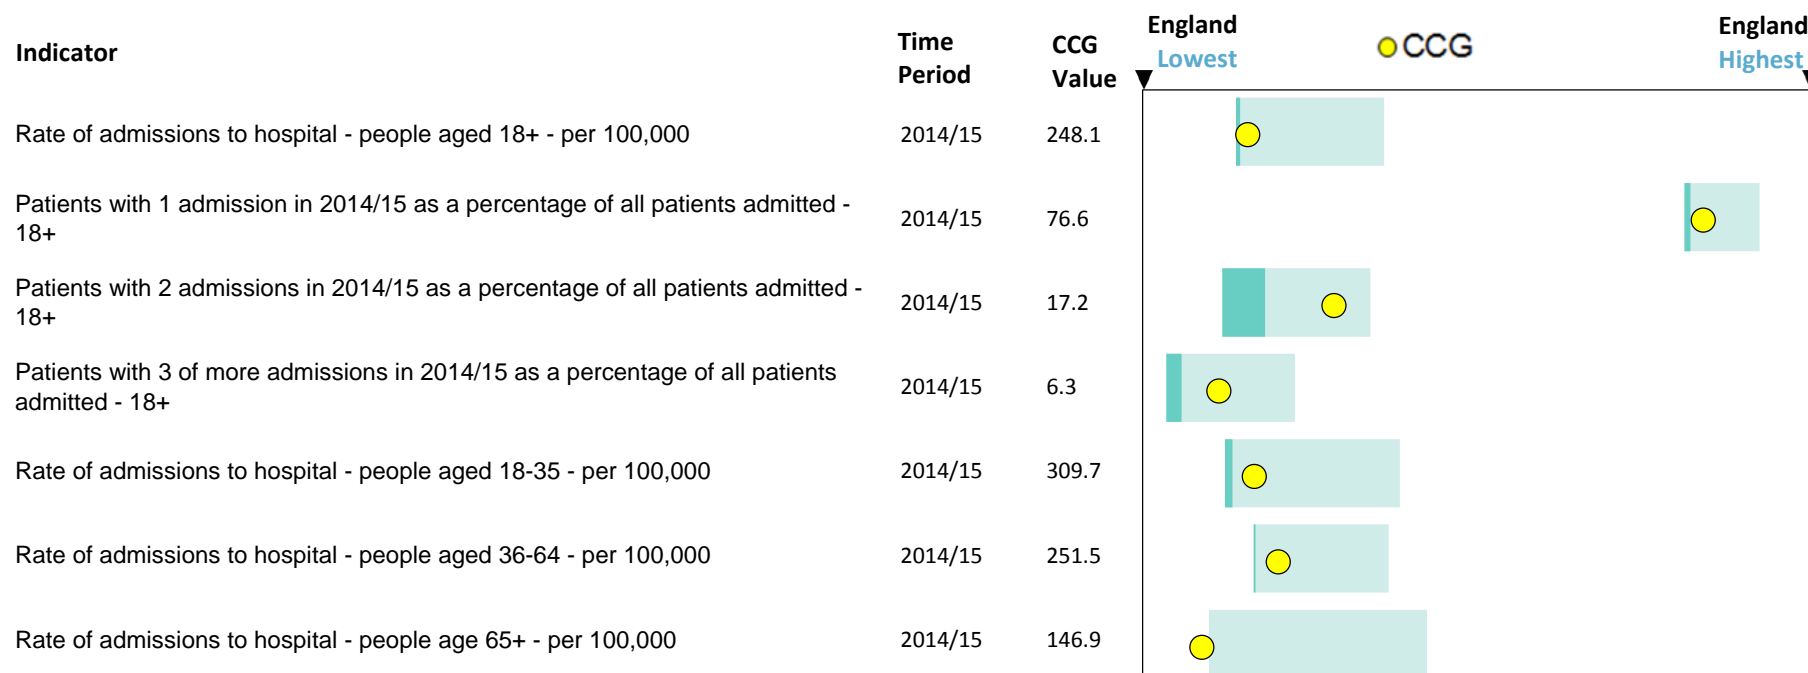 Indicator
Time Period
CCG Value
England Lowest
CCG
England Highest
Rate of admissions to hospital - people aged 18+ - per 100,000 2014/15 248.1
Patients with 1 admission in 2014/15 as a percentage of all patients admitted -
18+ 2014/15 76.6
Patients with 2 admissions in 2014/15 as a percentage of all patients admitted -
18+ 2014/15 17.2
Patients with 3 of more admissions in 2014/15 as a percentage of all patients
admitted - 18+ 2014/15 6.3
Rate of admissions to hospital - people aged 18-35 - per 100,000 2014/15 309.7
Rate of admissions to hospital - people aged 36-64 - per 100,000 2014/15 251.5
Rate of admissions to hospital - people age 65+ - per 100,000 2014/15 146.9